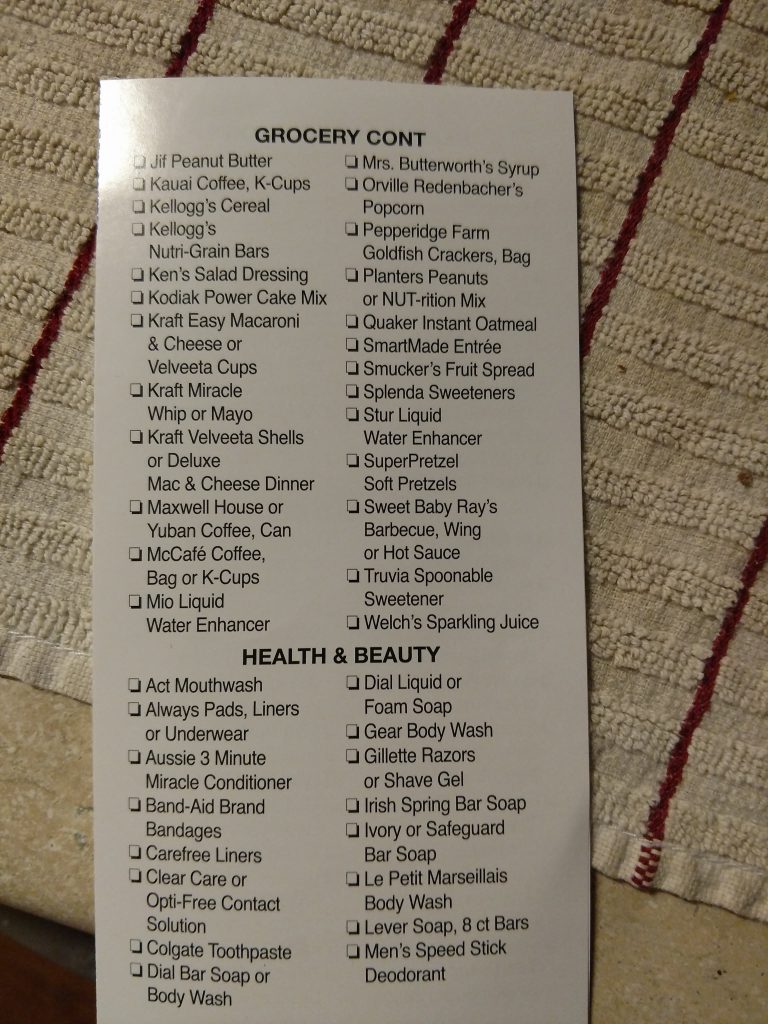 GROCERY CONT
❏ Jif Peanut Butter
❏ Kauai Coffee, K-Cups
❏ Kellogg's Cereal
❏ Kellogg's
Nutri-Grain Bars
❏ Ken's Salad Dressing
❏ Kodiak Power Cake Mix
❏ Kraft Easy Macaroni
& Cheese or
Velveeta Cups
❏ Kraft Miracle
Whip or Mayo
❏ Kraft Velveeta Shells
or Deluxe
Mac & Cheese Dinner
❏ Maxwell House or
Yuban Coffee, Can
❏ McCafé Coffee,
Bag or K-Cups
❏ Mio Liquid
Water Enhancer
❏ Mrs. Butterworth's Syrup
❏ Orville Redenbacher's
Popcorn
❏ Pepperidge Farm
Goldfish Crackers, Bag
❏ Planters Peanuts
or NUT-rition Mix
❏ Quaker Instant Oatmeal
❏ SmartMade Entrée
❏ Smucker's Fruit Spread
❏ Splenda Sweeteners
❏ Stur Liquid
Water Enhancer
❏ SuperPretzel
Soft Pretzels
❏ Sweet Baby Ray's
Barbecue, Wing
or Hot Sauce
❏ Truvia Spoonable
Sweetener
❏ Welch's Sparkling Juice
HEALTH & BEAUTY
❏ Act Mouthwash
❏ Always Pads, Liners
or Underwear
❏ Aussie 3 Minute
Miracle Conditioner
❏ Band-Aid Brand
Bandages
❏ Carefree Liners
❏ Clear Care or
Opti-Free Contact
Solution
❏ Colgate Toothpaste
❏ Dial Bar Soap or
Body Wash
❏ Dial Liquid or
Foam Soap
❏ Gear Body Wash
❏ Gillette Razors
or Shave Gel
❏ Irish Spring Bar Soap
❏ Ivory or Safeguard
Bar Soap
❏ Le Petit Marseillais
Body Wash
❏ Lever Soap, 8 ct Bars
❏ Men's Speed Stick
Deodorant